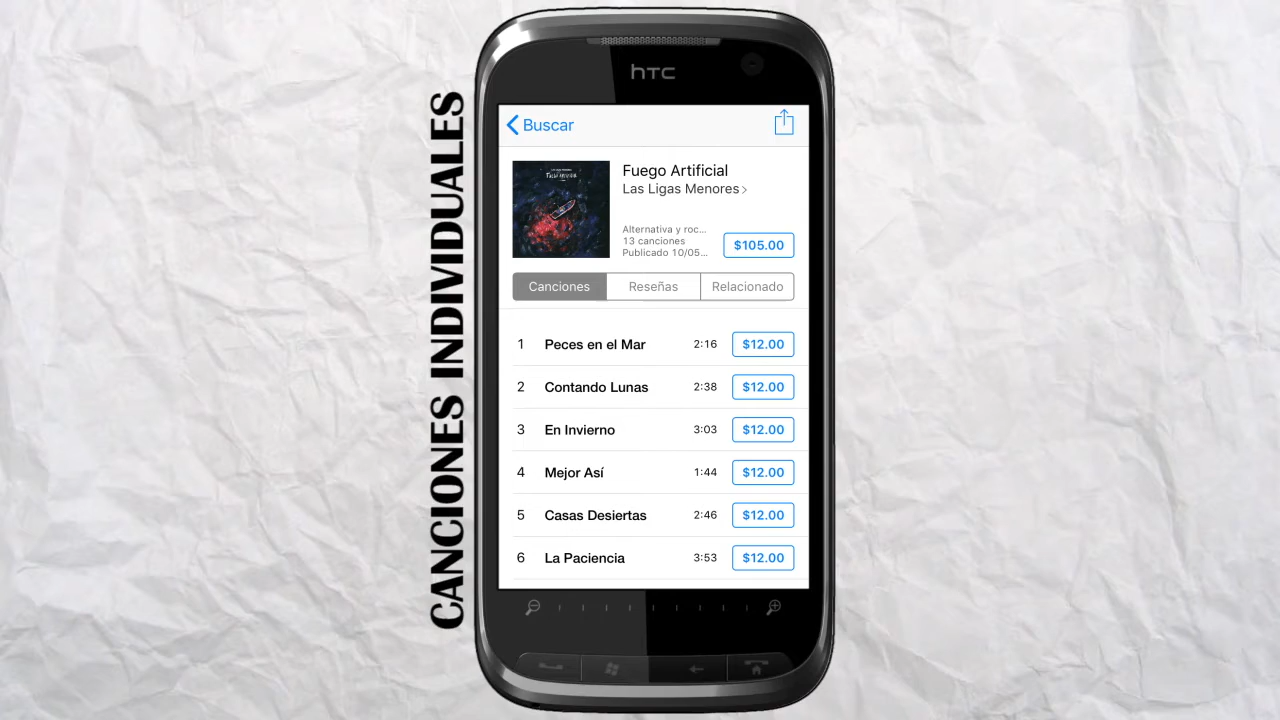 CANCIONES INDIVIDUALES
hTC
Buscar
Fuego Artificial
Las Ligas Menores
Alternativa y roc...
13 canciones
Publicado 10/05...
$105.00
Canciones
Reseñas
Relacionado
1 Peces en el Mar 2:16 $12.00
2 Contando Lunas 2:38 $12.00
3 En Invierno 3:03 $12.00
4 Mejor Así 1:44 $12.00
5 Casas Desiertas 2:46 $12.00
6 La Paciencia 3:53 $12.00